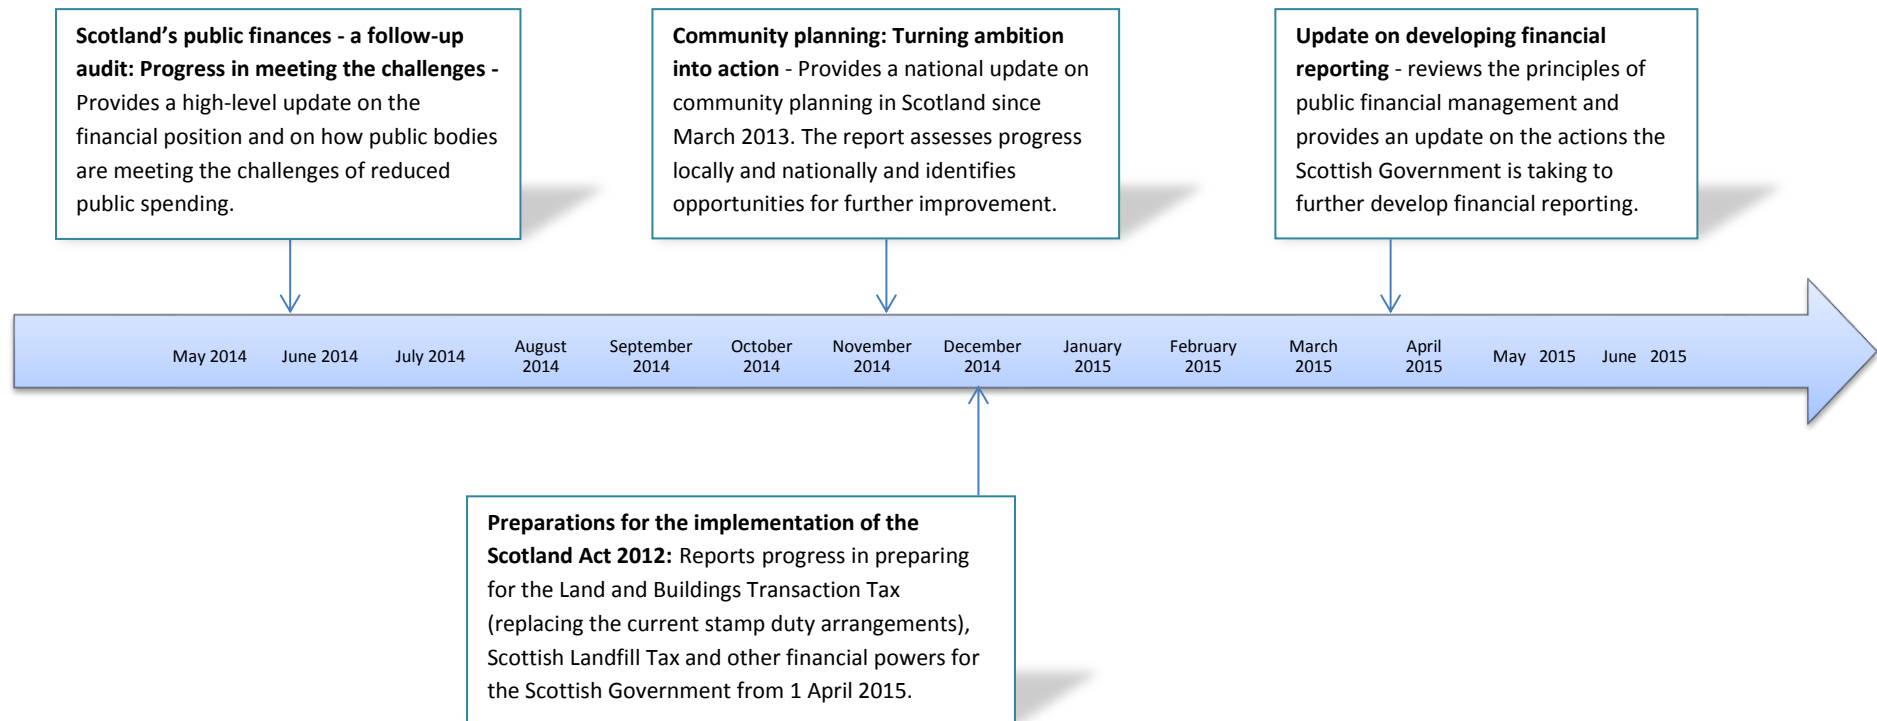 Scotland's public finances - a follow-up
audit: Progress in meeting the challenges -
Provides a high-level update on the
financial position and on how public bodies
are meeting the challenges of reduced
public spending.
Community planning: Turning ambition
into action - Provides a national update on
community planning in Scotland since
March 2013. The report assesses progress
locally and nationally and identifies
opportunities for further improvement.
Update on developing financial
reporting - reviews the principles of
public financial management and
provides an update on the actions the
Scottish Government is taking to
further develop financial reporting.
May 2014
June 2014
July 2014
August
2014
September
2014
October
2014
November
2014
December
2014
January
2015
February
2015
March
2015
April
2015
May 2015
June 2015
Preparations for the implementation of the
Scotland Act 2012: Reports progress in preparing
for the Land and Buildings Transaction Tax
(replacing the current stamp duty arrangements),
Scottish Landfill Tax and other financial powers for
the Scottish Government from 1 April 2015.